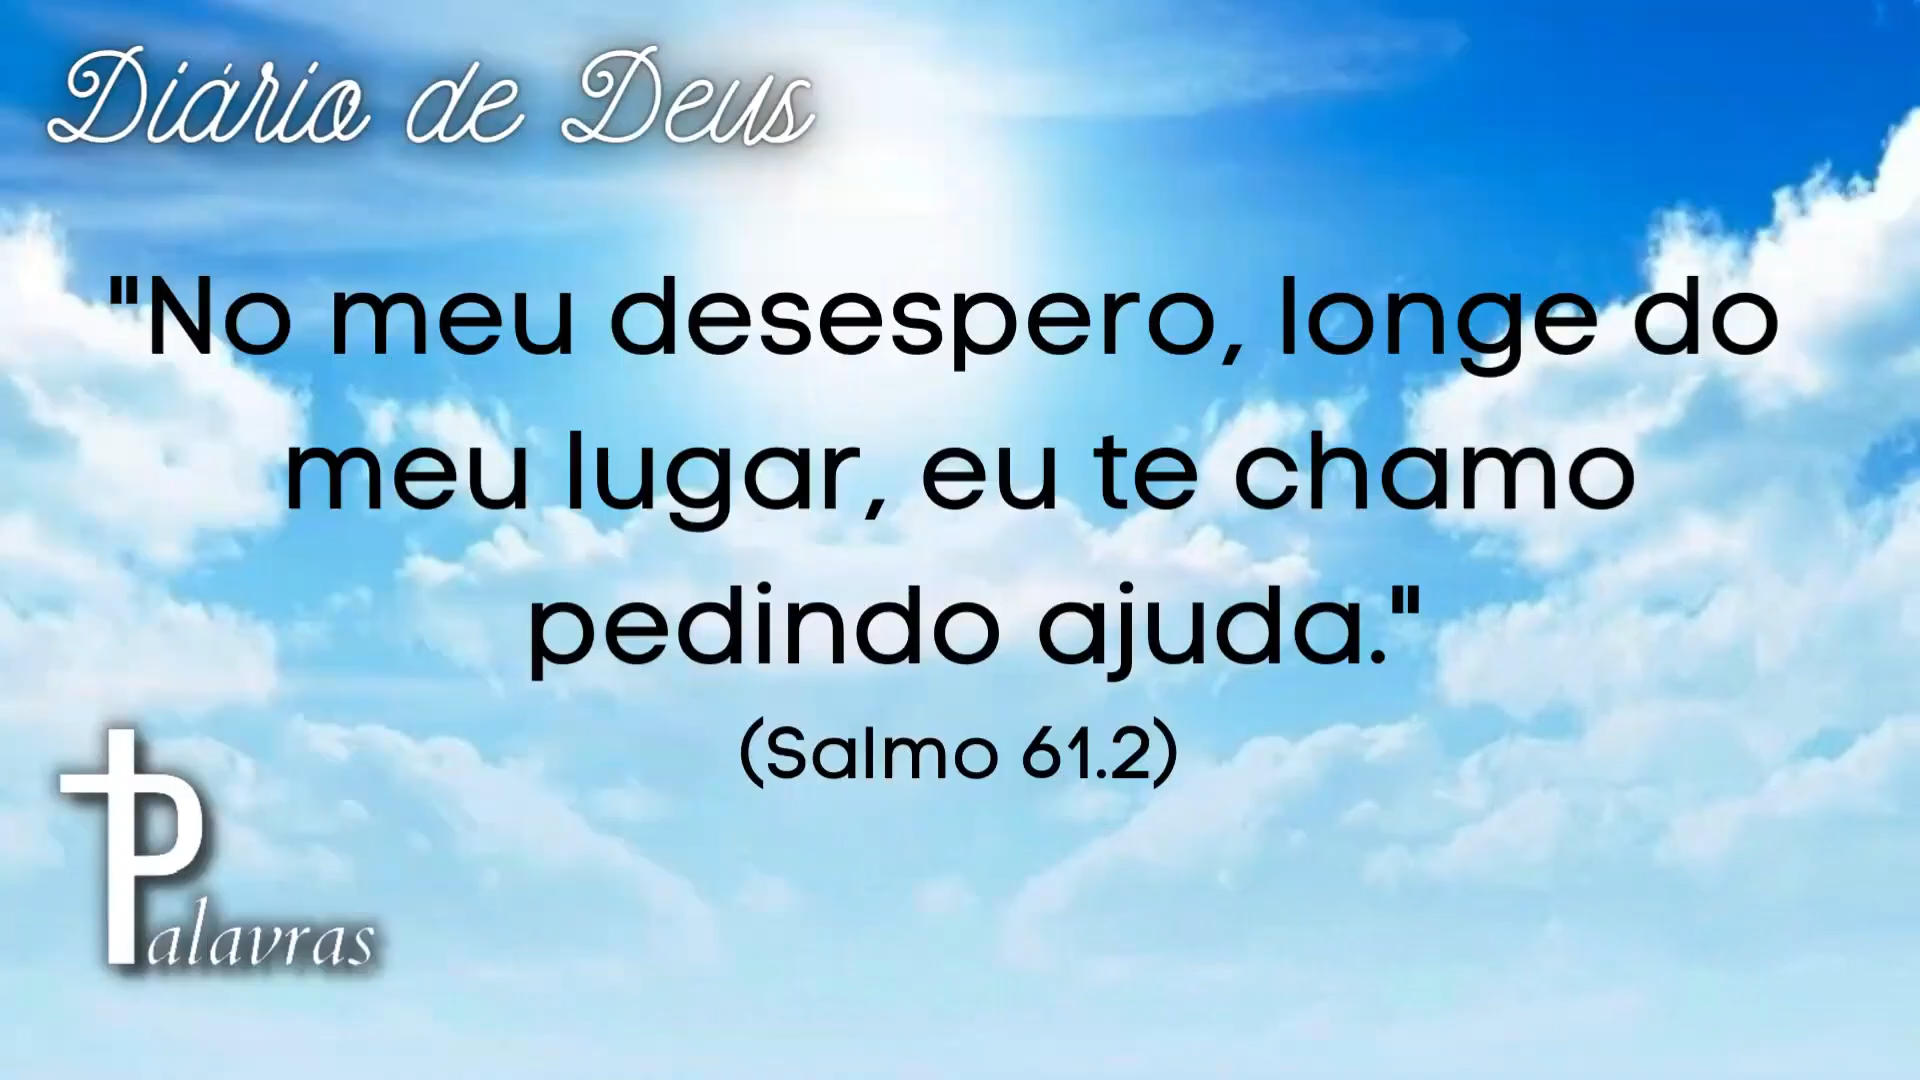 Diário de Deus
"No meu desespero, longe do
meu lugar, eu te chamo
pedindo ajuda."
(Salmo 61.2)
Palavras